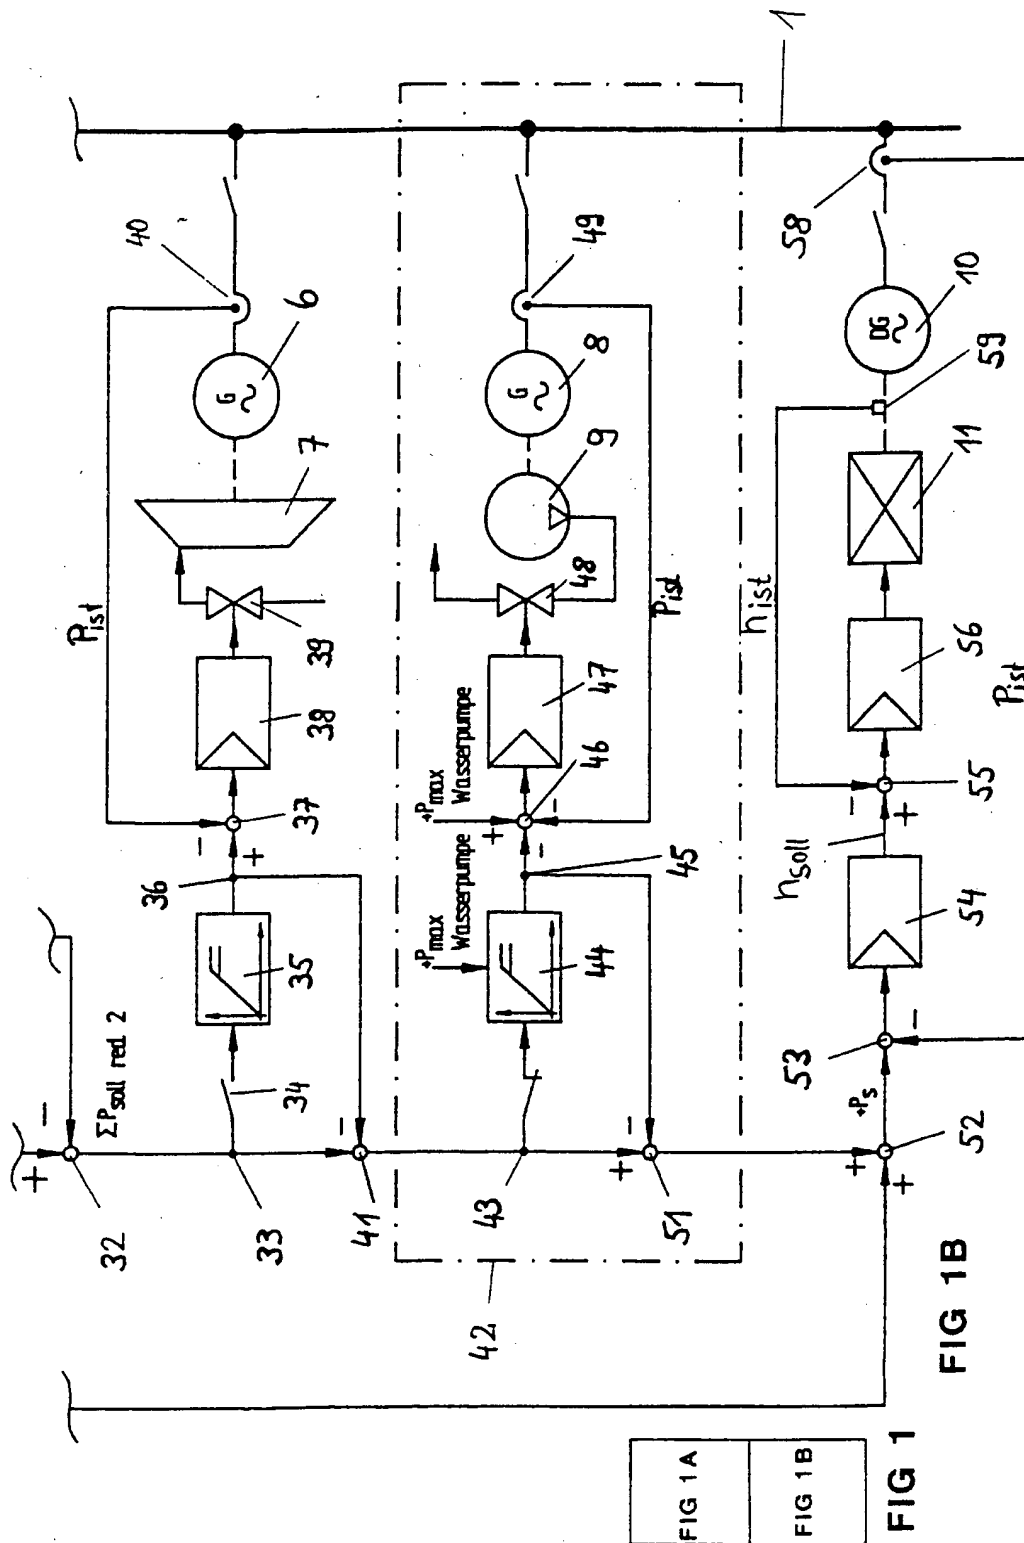 1
40
6
G
~
7
P_ist
39
38
37
-
+
36
35
34
ΣP_soll red 2
-
+
32
33
41
-
49
8
G
~
9
48
P_ist
47
+P_max
Wasserpumpe
+
-
-
46
+P_max
Wasserpumpe
45
44
43
-
+
51
42
58
10
DG
~
59
11
n_ist
56
P_ist
-
+
55
n_soll
54
-
53
+P_s
+
+
52
FIG 1B
FIG 1A
FIG 1B
FIG 1